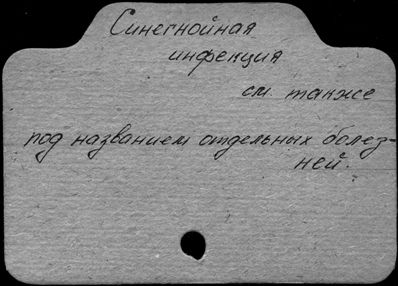 Синегнойная
инфекция
см. также
под названием отдельных болез-
ней.